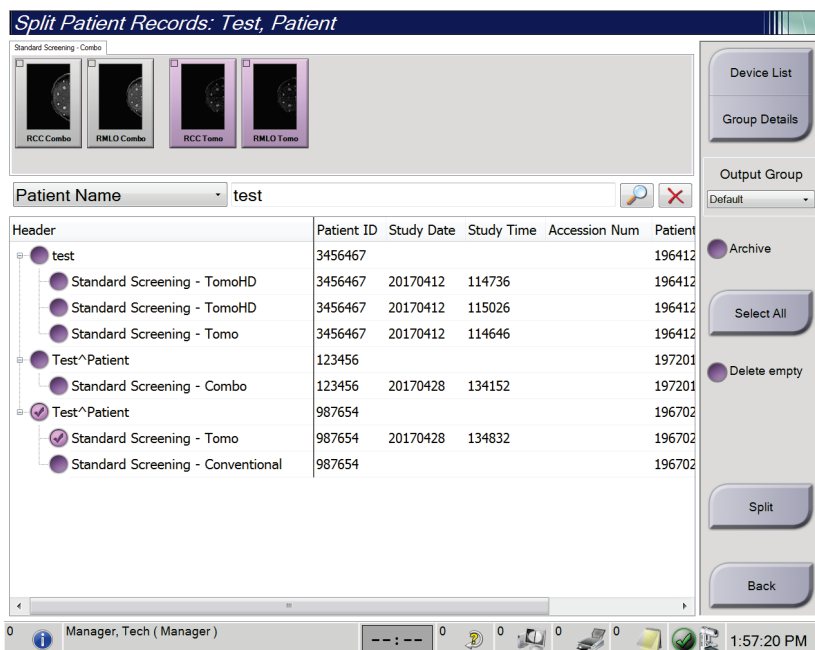 Split Patient Records: Test, Patient
Standard Screening - Combo
RCC Combo
RMLO Combo
RCC Tomo
RMLO Tomo
Device List
Group Details
Output Group
Default
Patient Name test
Header Patient ID Study Date Study Time Accession Num Patient
test 3456467 196412
Standard Screening - TomoHD 3456467 20170412 114736 196412
Standard Screening - TomoHD 3456467 20170412 115026 196412
Standard Screening - Tomo 3456467 20170412 114646 196412
Test^Patient 123456 197201
Standard Screening - Combo 123456 20170428 134152 197201
Test^Patient 987654 196702
Standard Screening - Tomo 987654 20170428 134832 196702
Standard Screening - Conventional 987654 196702
Archive
Select All
Delete empty
Split
Back
0 Manager, Tech ( Manager ) --:-- 0 0 0 0 1:57:20 PM